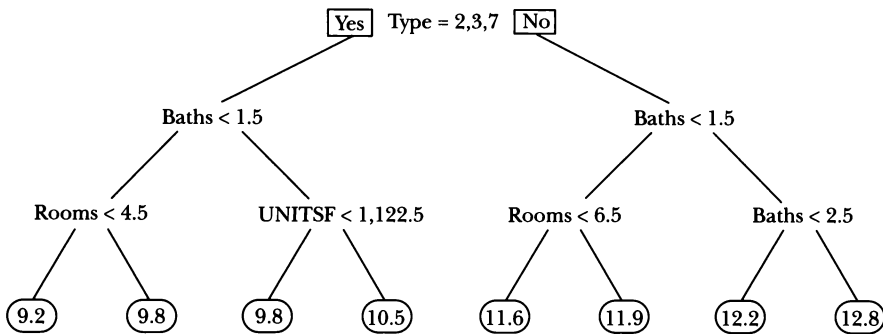 Yes Type = 2,3,7 No
Baths < 1.5 Baths < 1.5
Rooms < 4.5 UNITSF < 1,122.5 Rooms < 6.5 Baths < 2.5
9.2 9.8 9.8 10.5 11.6 11.9 12.2 12.8